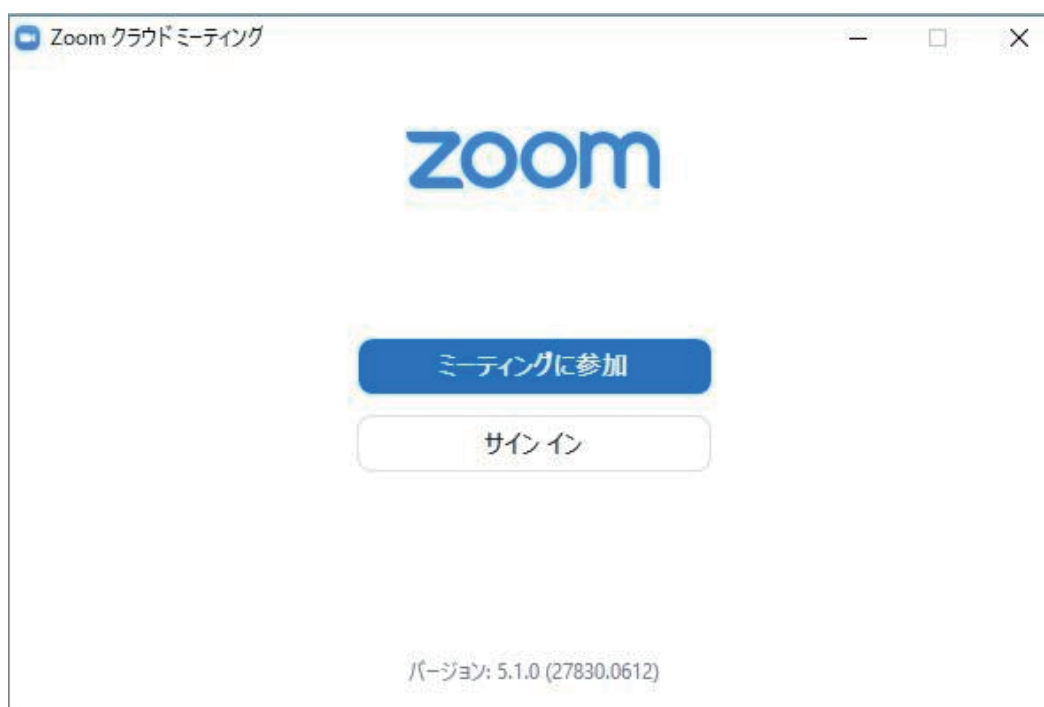 Zoom クラウド ミーティング
zoom
ミーティングに参加
サイン イン
バージョン: 5.1.0 (27830.0612)